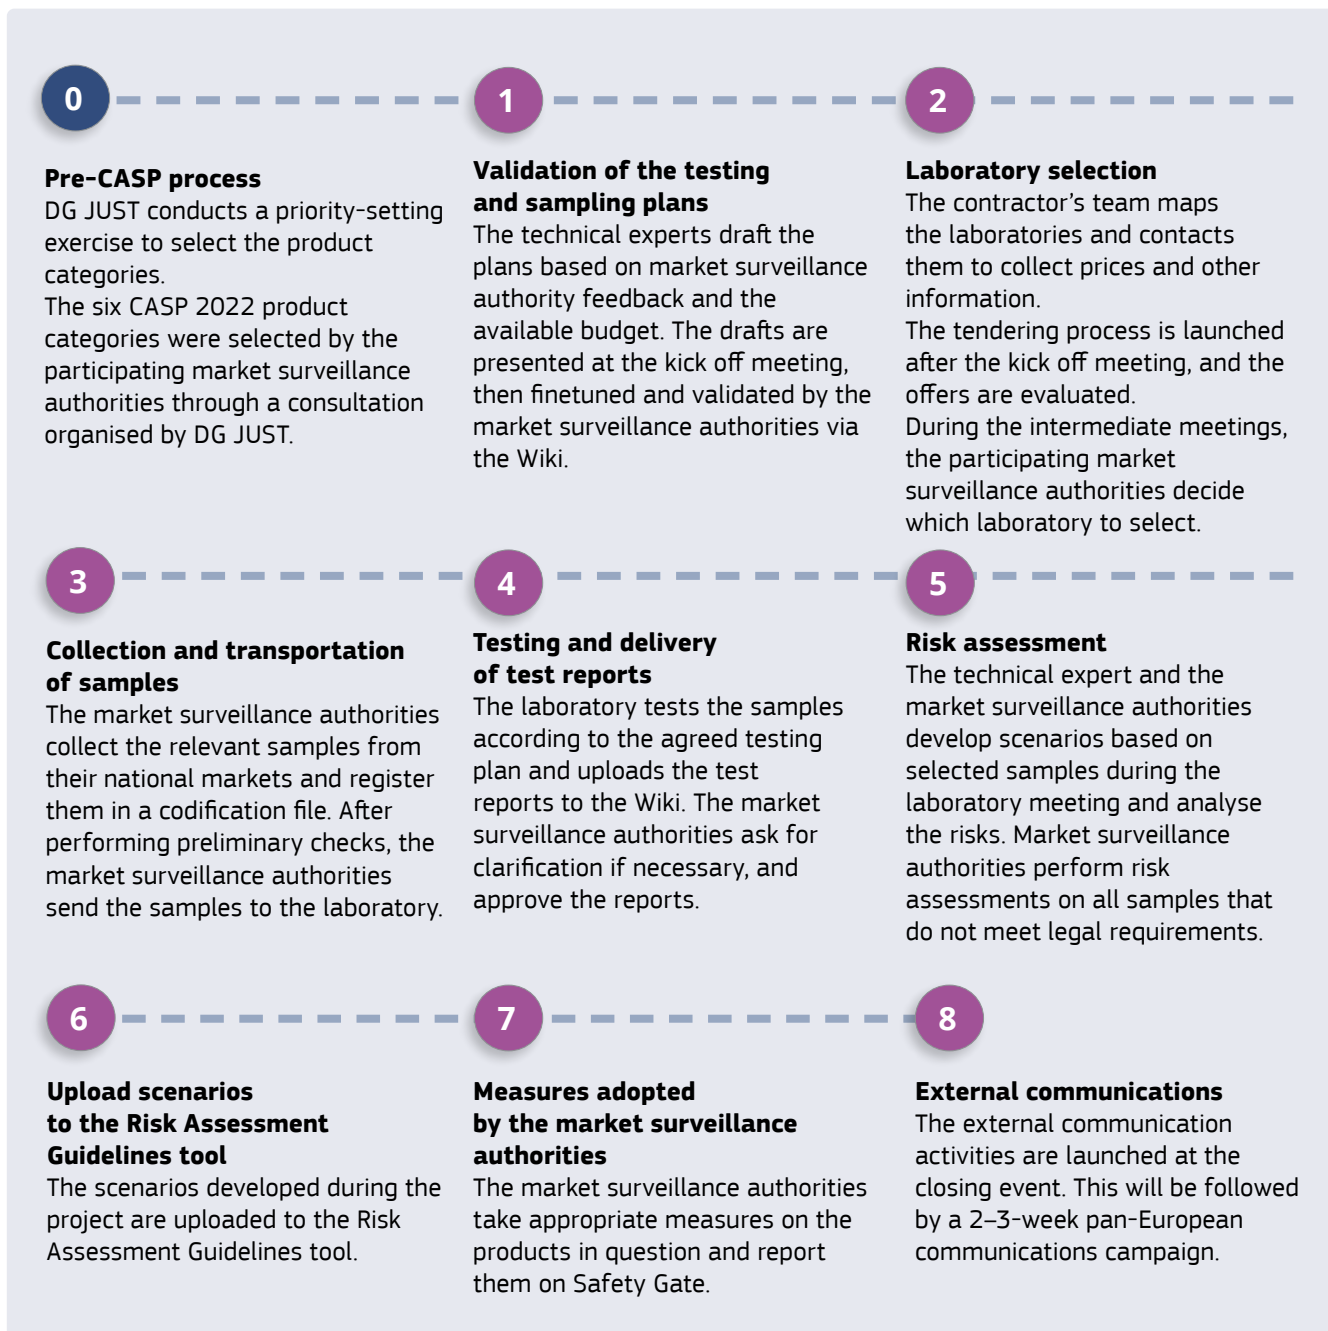 0
Pre-CASP process
DG JUST conducts a priority-setting
exercise to select the product
categories.
The six CASP 2022 product
categories were selected by the
participating market surveillance
authorities through a consultation
organised by DG JUST.
1
Validation of the testing
and sampling plans
The technical experts draft the
plans based on market surveillance
authority feedback and the
available budget. The drafts are
presented at the kick off meeting,
then finetuned and validated by the
market surveillance authorities via
the Wiki.
2
Laboratory selection
The contractor’s team maps
the laboratories and contacts
them to collect prices and other
information.
The tendering process is launched
after the kick off meeting, and the
offers are evaluated.
During the intermediate meetings,
the participating market
surveillance authorities decide
which laboratory to select.
3
Collection and transportation
of samples
The market surveillance authorities
collect the relevant samples from
their national markets and register
them in a codification file. After
performing preliminary checks, the
market surveillance authorities
send the samples to the laboratory.
4
Testing and delivery
of test reports
The laboratory tests the samples
according to the agreed testing
plan and uploads the test
reports to the Wiki. The market
surveillance authorities ask for
clarification if necessary, and
approve the reports.
5
Risk assessment
The technical expert and the
market surveillance authorities
develop scenarios based on
selected samples during the
laboratory meeting and analyse
the risks. Market surveillance
authorities perform risk
assessments on all samples that
do not meet legal requirements.
6
Upload scenarios
to the Risk Assessment
Guidelines tool
The scenarios developed during the
project are uploaded to the Risk
Assessment Guidelines tool.
7
Measures adopted
by the market surveillance
authorities
The market surveillance authorities
take appropriate measures on the
products in question and report
them on Safety Gate.
8
External communications
The external communication
activities are launched at the
closing event. This will be followed
by a 2–3-week pan-European
communications campaign.